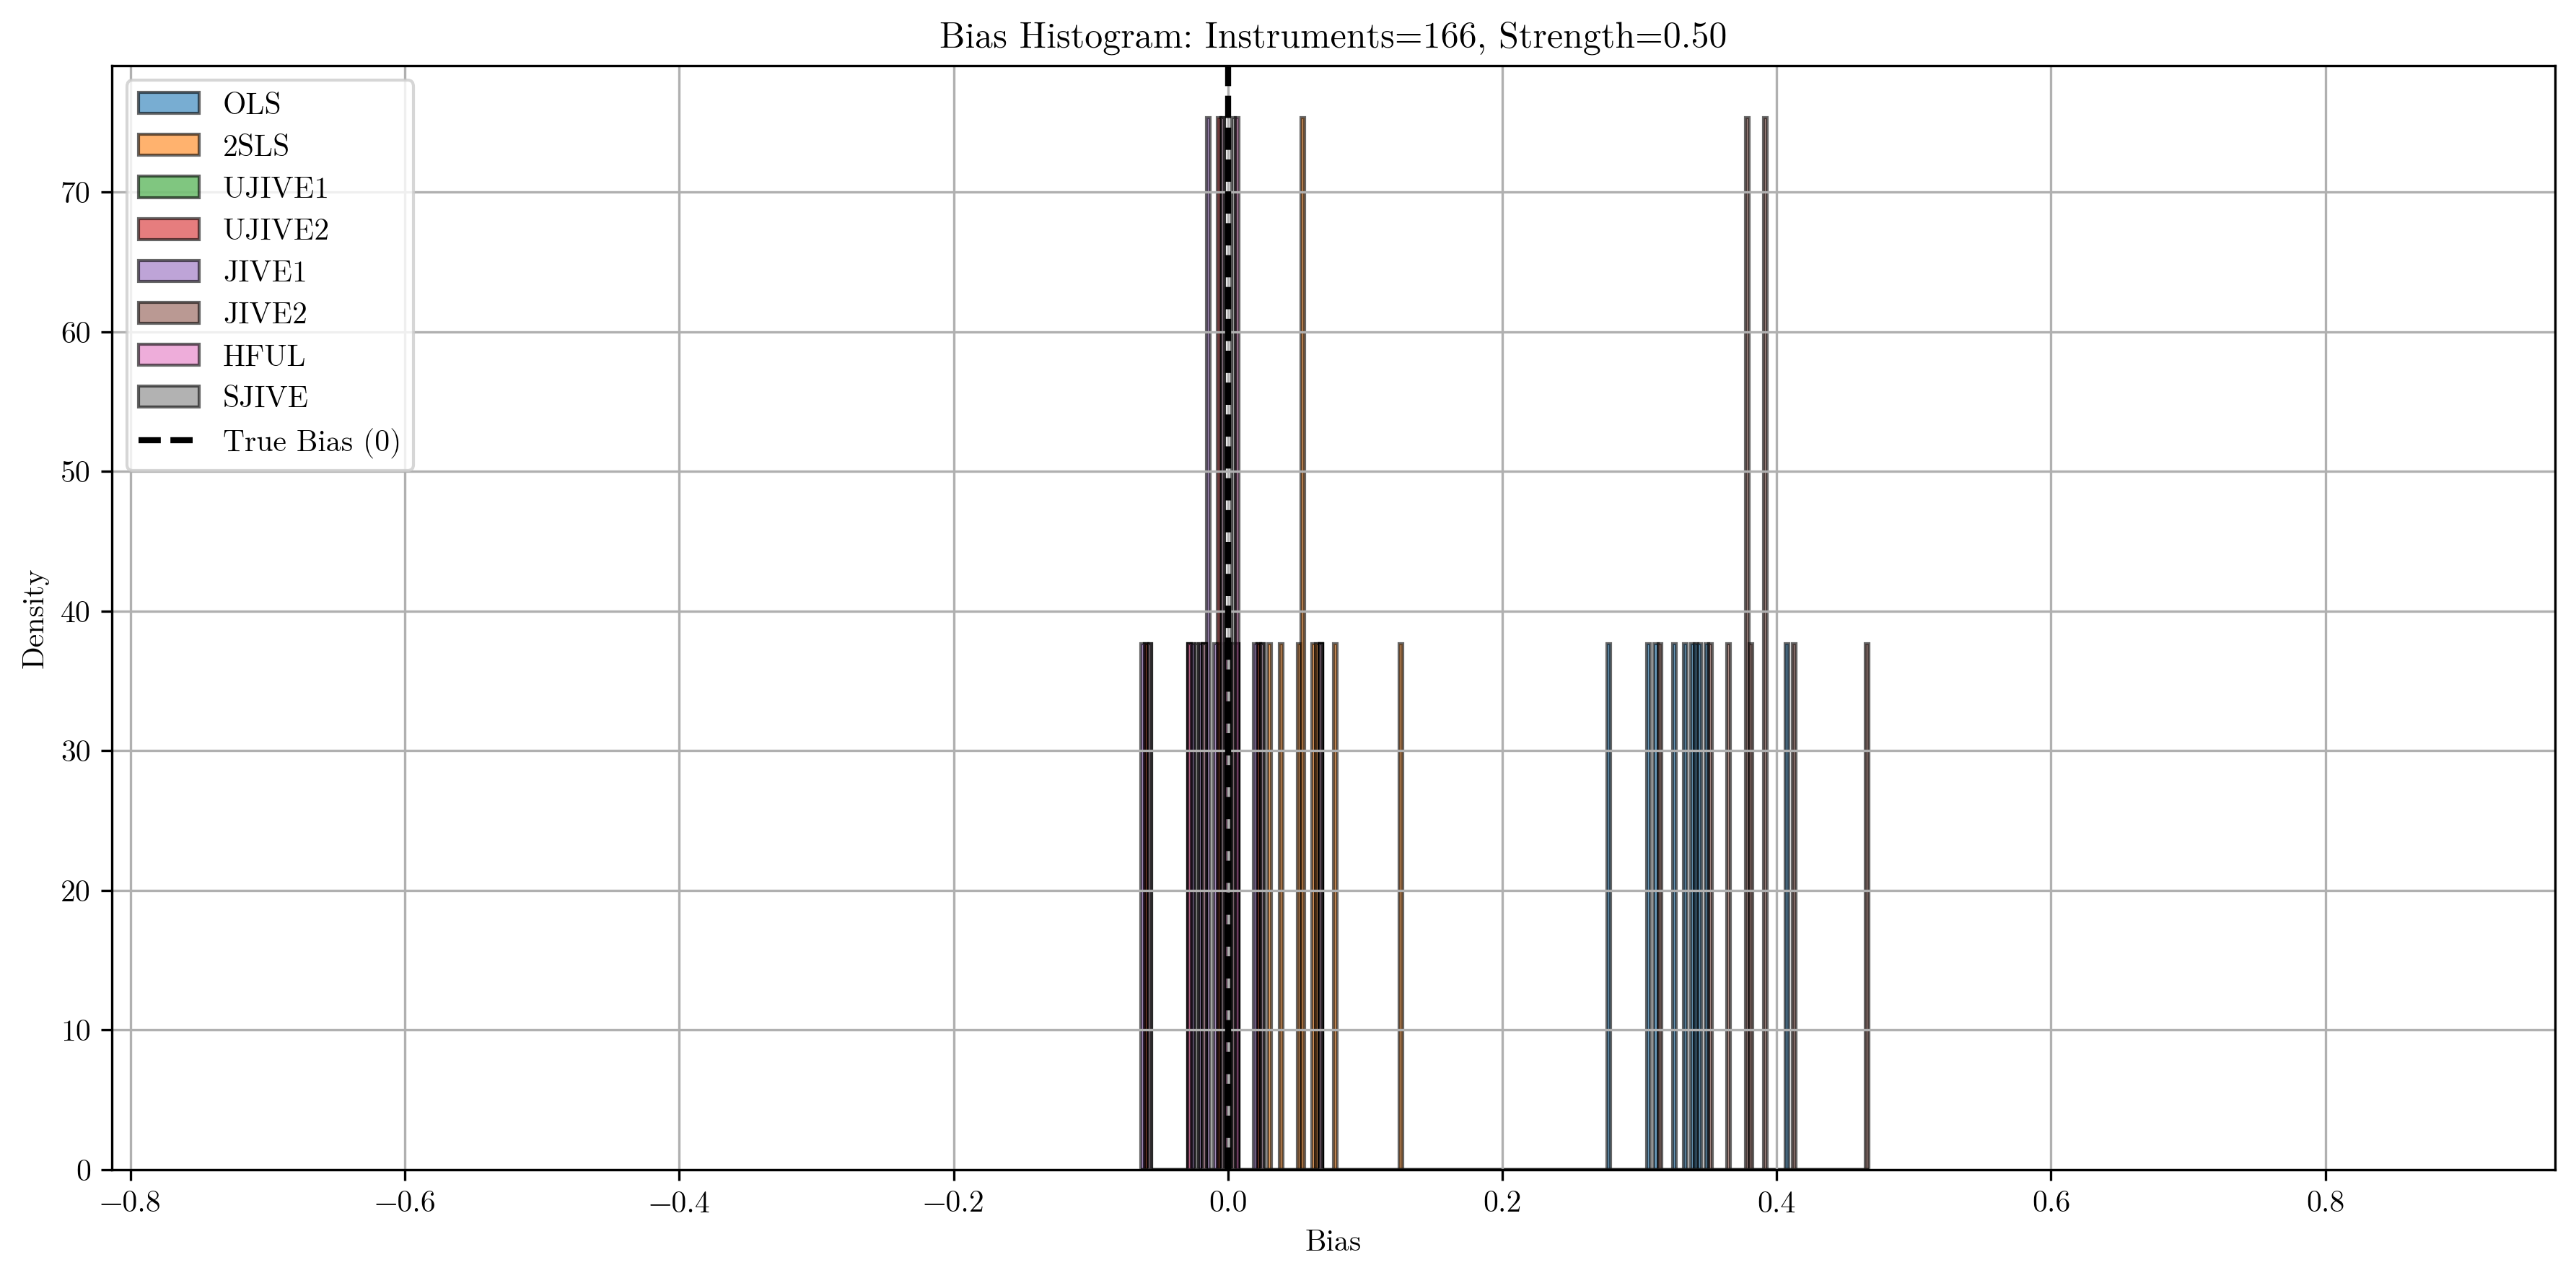 Bias Histogram: Instruments=166, Strength=0.50
OLS
2SLS
UJIVE1
UJIVE2
JIVE1
JIVE2
HFUL
SJIVE
True Bias (0)
Density
70
60
50
40
30
20
10
0
−0.8 −0.6 −0.4 −0.2 0.0 0.2 0.4 0.6 0.8
Bias